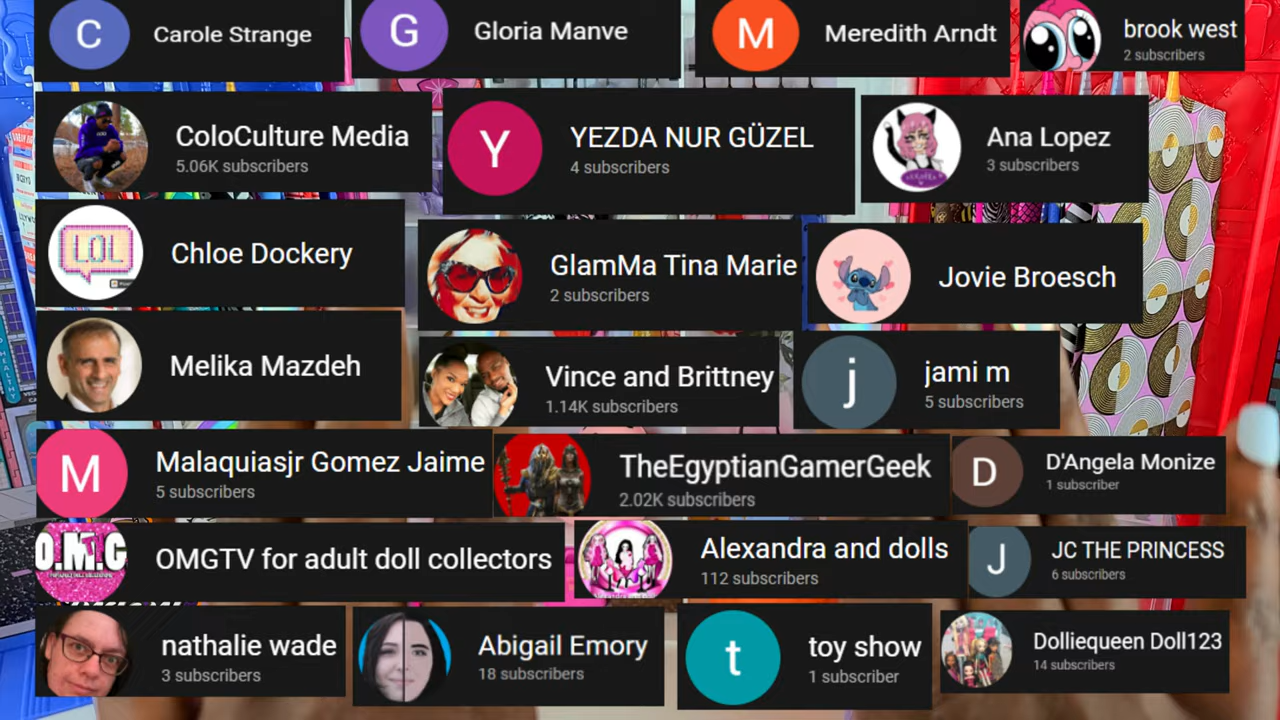 C
Carole Strange
G
Gloria Manve
M
Meredith Arndt
brook west
2 subscribers
ColoCulture Media
5.06K subscribers
Y
YEZDA NUR GÜZEL
4 subscribers
Ana Lopez
3 subscribers
LOL
Chloe Dockery
GlamMa Tina Marie
2 subscribers
Jovie Broesch
Melika Mazdeh
Vince and Brittney
1.14K subscribers
j
jami m
5 subscribers
M
Malaquiasjr Gomez Jaime
5 subscribers
TheEgyptianGamerGeek
2.02K subscribers
D
D'Angela Monize
1 subscriber
O.M.G
OMGTV for adult doll collectors
Alexandra and dolls
112 subscribers
J
JC THE PRINCESS
6 subscribers
nathalie wade
3 subscribers
Abigail Emory
18 subscribers
t
toy show
1 subscriber
Dolliequeen Doll123
14 subscribers